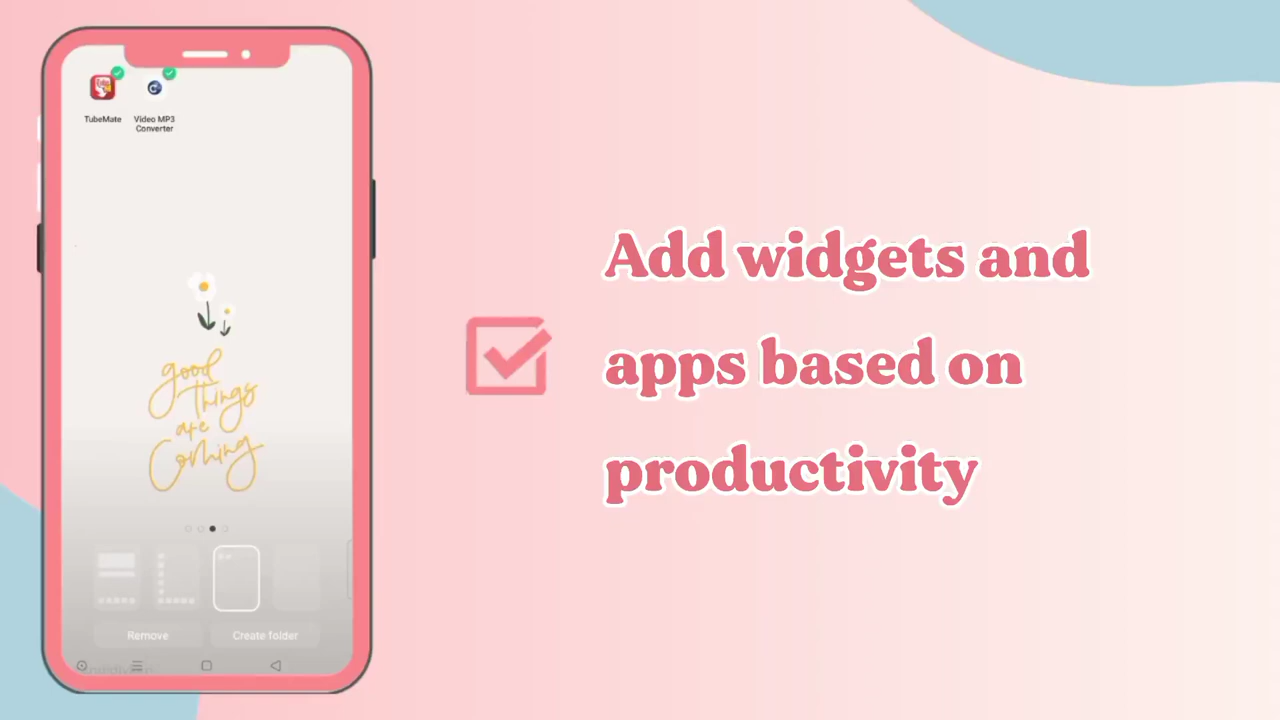 TubeMate
Video MP3
Converter
good
things
are
Coming
Remove
Create folder
Add widgets and
apps based on
productivity